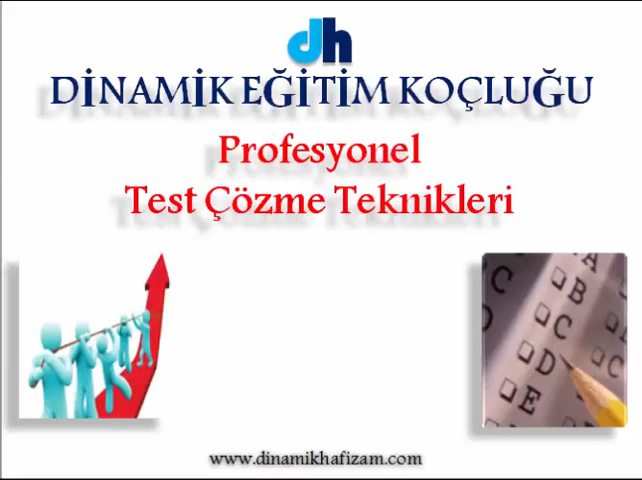 dh
DİNAMİK EĞİTİM KOÇLUĞU
Profesyonel
Test Çözme Teknikleri
A
B
C
C
D
C
E
www.dinamikhafizam.com